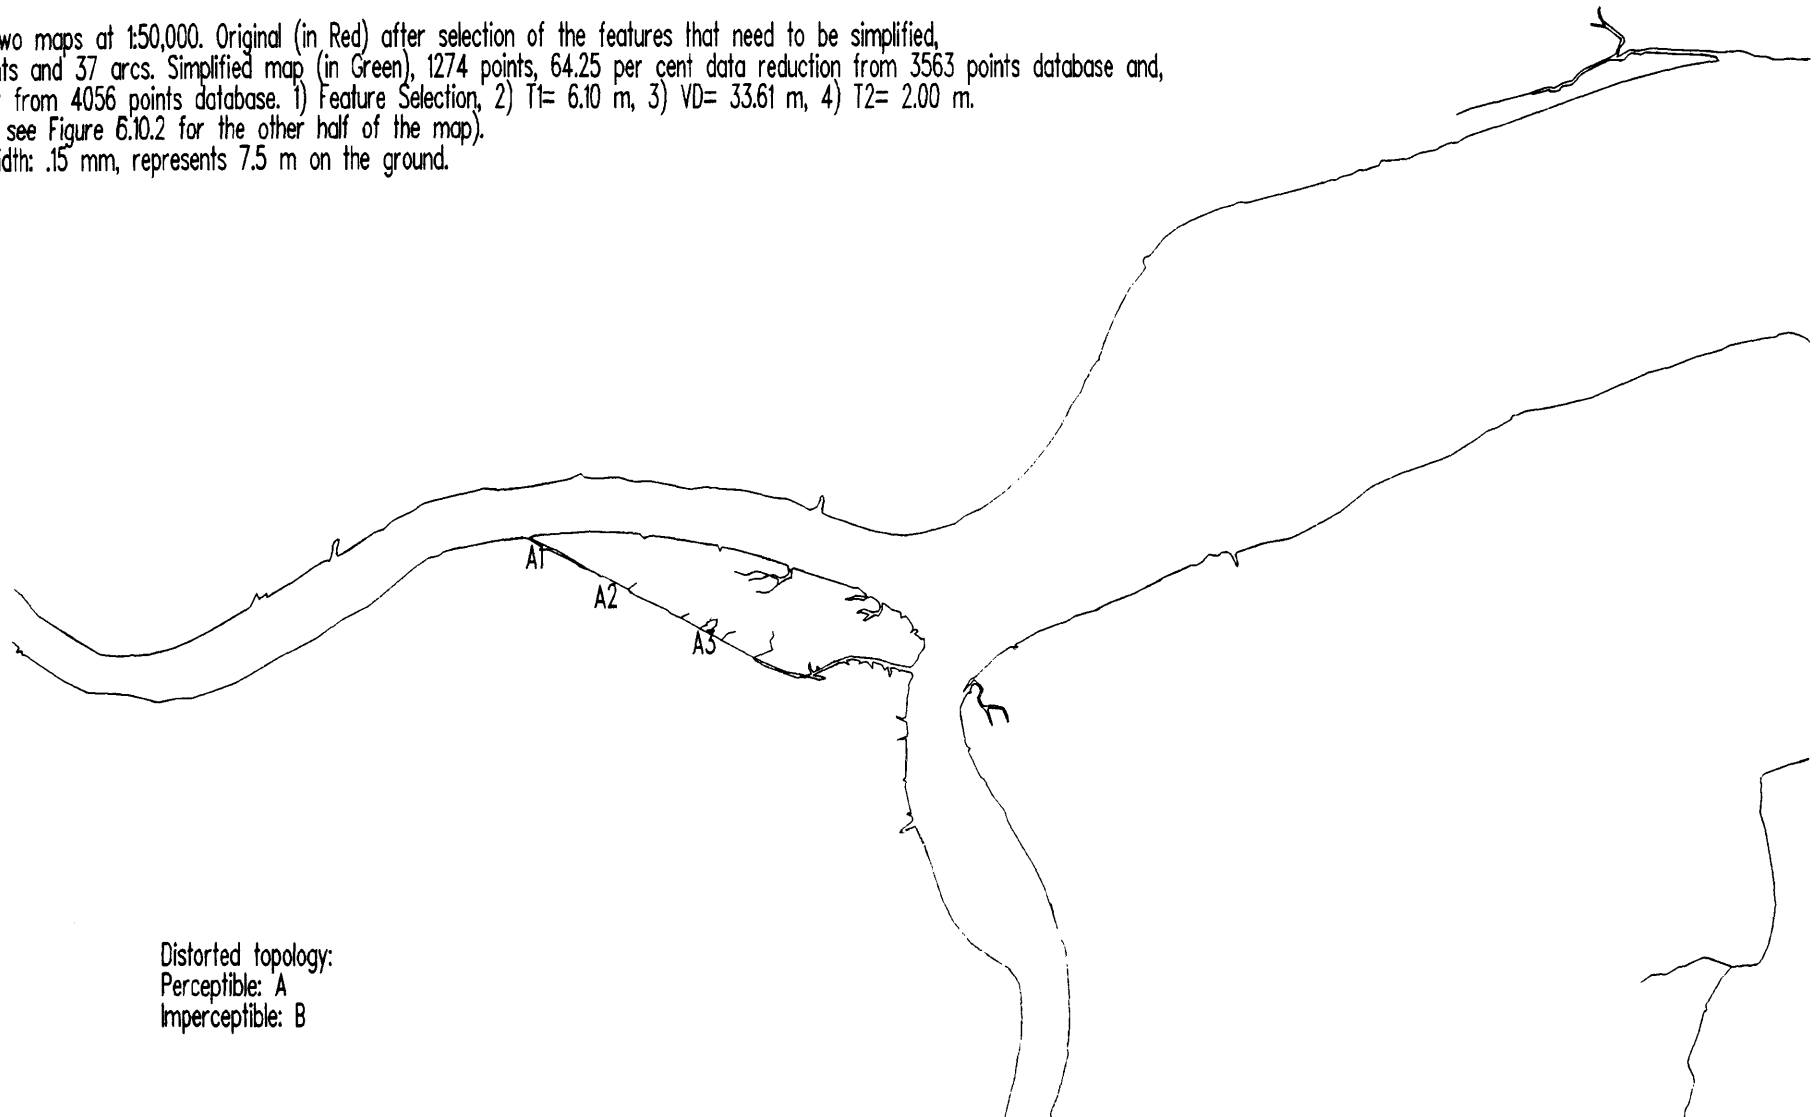 wo maps at 1:50,000. Original (in Red) after selection of the features that need to be simplified,
ts and 37 arcs. Simplified map (in Green), 1274 points, 64.25 per cent data reduction from 3563 points database and,
from 4056 points database. 1) Feature Selection, 2) T1= 6.10 m, 3) VD= 33.61 m, 4) T2= 2.00 m.
see Figure 6.10.2 for the other half of the map).
idth: .15 mm, represents 7.5 m on the ground.
A1
A2
A3
Distorted topology:
Perceptible: A
Imperceptible: B